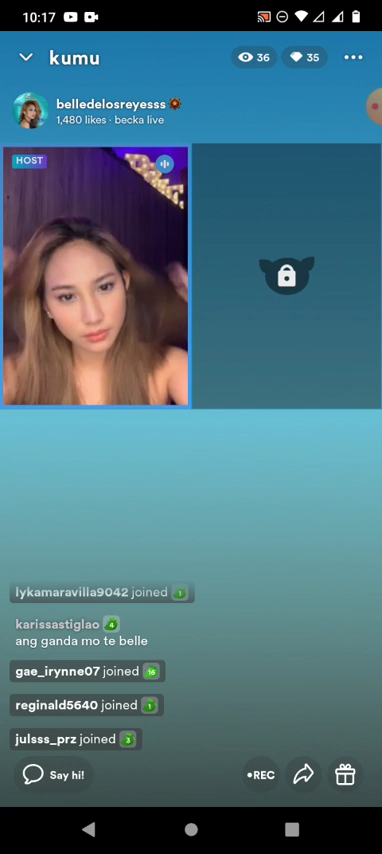 10:17
kumu
36
35
belledelosreyesss
1,480 likes · becka live
HOST
lykamaravilla9042 joined 1
karissastiglao 4
ang ganda mo te belle
gae_irynne07 joined 16
reginald5640 joined 1
julsss_prz joined 3
Say hi!
•REC